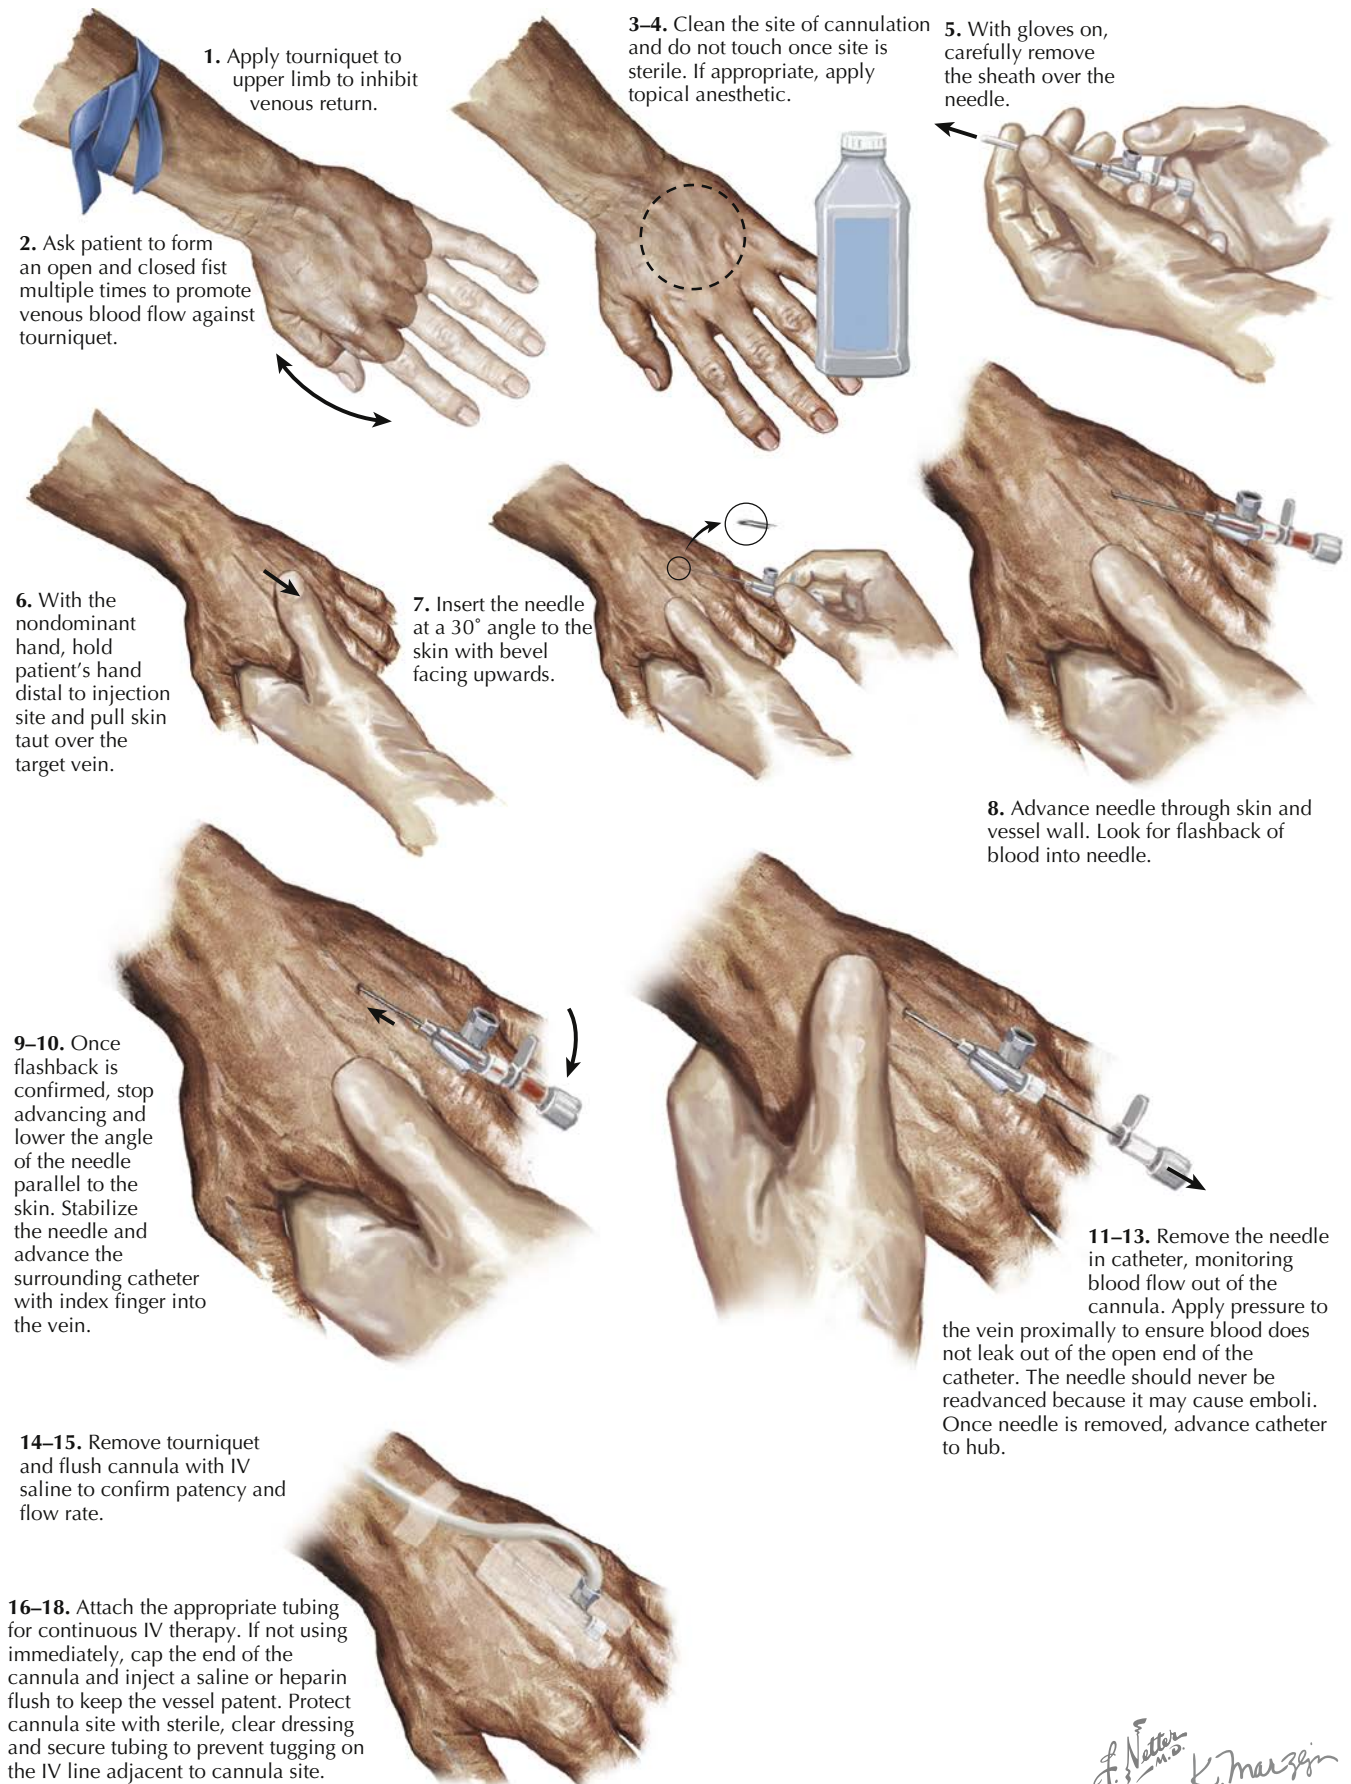 1. Apply tourniquet to
upper limb to inhibit
venous return.
2. Ask patient to form
an open and closed fist
multiple times to promote
venous blood flow against
tourniquet.
3–4. Clean the site of cannulation
and do not touch once site is
sterile. If appropriate, apply
topical anesthetic.
5. With gloves on,
carefully remove
the sheath over the
needle.
6. With the
nondominant
hand, hold
patient’s hand
distal to injection
site and pull skin
taut over the
target vein.
7. Insert the needle
at a 30˚ angle to the
skin with bevel
facing upwards.
8. Advance needle through skin and
vessel wall. Look for flashback of
blood into needle.
9–10. Once
flashback is
confirmed, stop
advancing and
lower the angle
of the needle
parallel to the
skin. Stabilize
the needle and
advance the
surrounding catheter
with index finger into
the vein.
11–13. Remove the needle
in catheter, monitoring
blood flow out of the
cannula. Apply pressure to
the vein proximally to ensure blood does
not leak out of the open end of the
catheter. The needle should never be
readvanced because it may cause emboli.
Once needle is removed, advance catheter
to hub.
14–15. Remove tourniquet
and flush cannula with IV
saline to confirm patency and
flow rate.
16–18. Attach the appropriate tubing
for continuous IV therapy. If not using
immediately, cap the end of the
cannula and inject a saline or heparin
flush to keep the vessel patent. Protect
cannula site with sterile, clear dressing
and secure tubing to prevent tugging on
the IV line adjacent to cannula site.
f. Netter
M.D.
K. marzejn